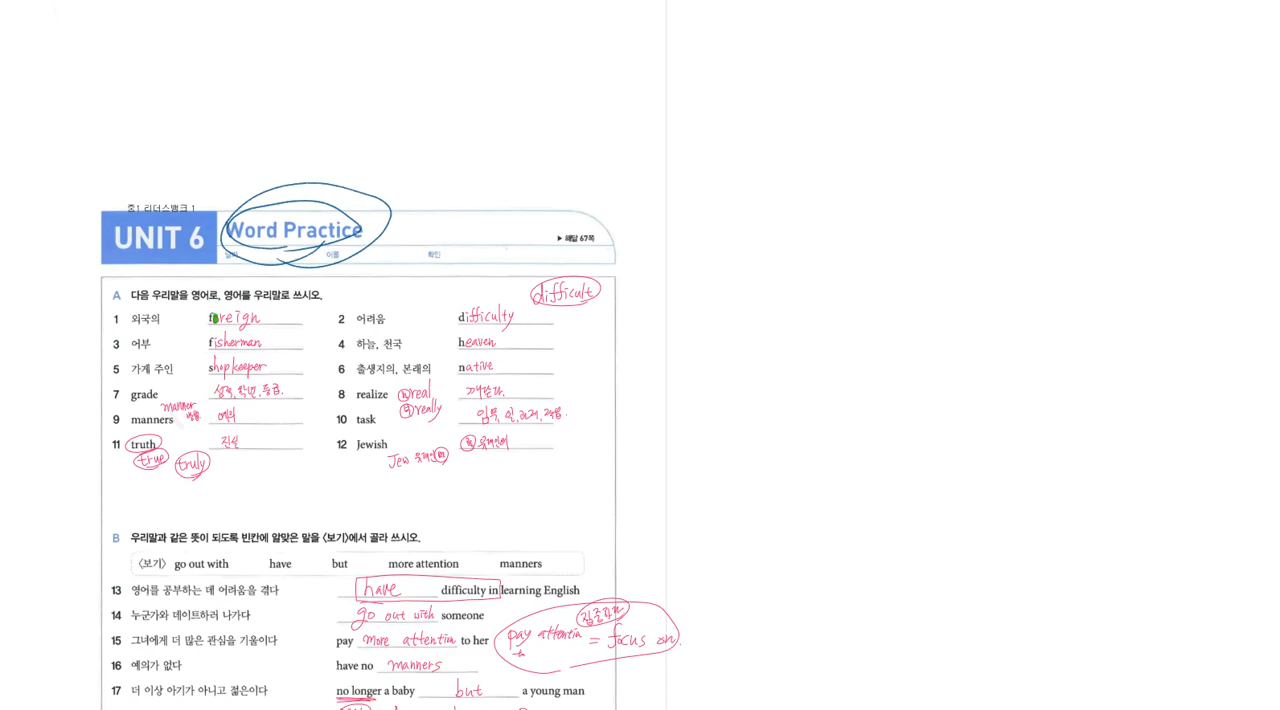 중1 리더스뱅크 1
UNIT 6 Word Practice
▶ 해답 67쪽
날짜 이름 확인
A 다음 우리말을 영어로, 영어를 우리말로 쓰시오.
difficult
1 외국의 foreign 2 어려움 difficulty
3 어부 fisherman 4 하늘, 천국 heaven
5 가게 주인 shopkeeper 6 출생지의, 본래의 native
7 grade 성적, 학년, 등급. 8 realize 깨닫다.
manner 방법 real
really
9 manners 예의 10 task 임무, 일, 과제, 작업.
11 truth 진실 12 Jewish 유대인의
true truly Jew 유대인
B 우리말과 같은 뜻이 되도록 빈칸에 알맞은 말을 <보기>에서 골라 쓰시오.
<보기> go out with have but more attention manners
13 영어를 공부하는 데 어려움을 겪다 have difficulty in learning English
14 누군가와 데이트하러 나가다 go out with someone
집중하다
15 그녀에게 더 많은 관심을 기울이다 pay more attention to her
pay attention = focus on.
16 예의가 없다 have no manners
17 더 이상 아기가 아니고 젊은이다 no longer a baby but a young man